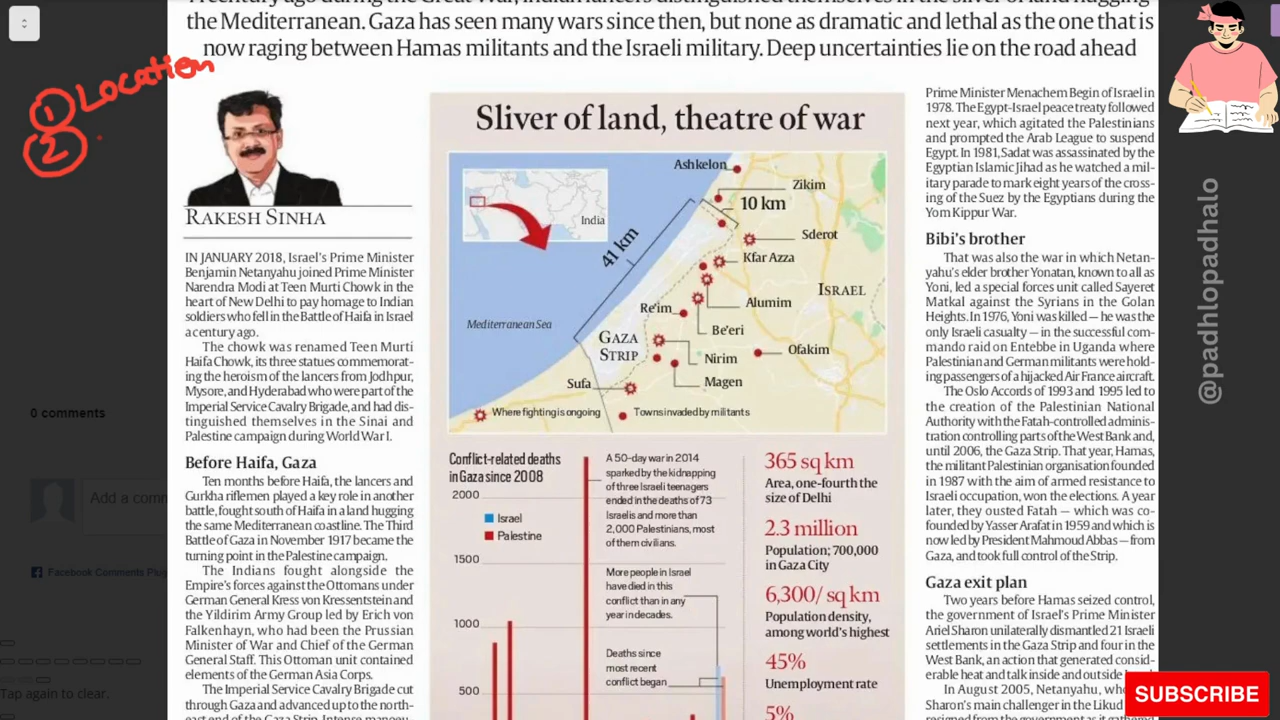 the Mediterranean. Gaza has seen many wars since then, but none as dramatic and lethal as the one that is
now raging between Hamas militants and the Israeli military. Deep uncertainties lie on the road ahead
① Location
②
RAKESH SINHA
IN JANUARY 2018, Israel's Prime Minister
Benjamin Netanyahu joined Prime Minister
Narendra Modi at Teen Murti Chowk in the
heart of New Delhi to pay homage to Indian
soldiers who fell in the Battle of Haifa in Israel
a century ago.
The chowk was renamed Teen Murti
Haifa Chowk, its three statues commemorat-
ing the heroism of the lancers from Jodhpur,
Mysore, and Hyderabad who were part of the
Imperial Service Cavalry Brigade, and had dis-
tinguished themselves in the Sinai and
Palestine campaign during World War I.
Before Haifa, Gaza
Ten months before Haifa, the lancers and
Gurkha riflemen played a key role in another
battle, fought south of Haifa in a land hugging
the same Mediterranean coastline. The Third
Battle of Gaza in November 1917 became the
turning point in the Palestine campaign.
The Indians fought alongside the
Empire's forces against the Ottomans under
German General Kress von Kressentein and
the Yildirim Army Group led by Erich von
Falkenhayn, who had been the Prussian
Minister of War and Chief of the German
General Staff. This Ottoman unit contained
elements of the German Asia Corps.
The Imperial Service Cavalry Brigade cut
through Gaza and advanced up to the north-
Sliver of land, theatre of war
India
Ashkelon
Zikim
10 km
Sderot
41 km
Kfar Azza
ISRAEL
Alumim
Re'im
Mediterranean Sea
Be'eri
GAZA
STRIP
Ofakim
Nirim
Magen
Sufa
Where fighting is ongoing
Towns invaded by militants
Conflict-related deaths
in Gaza since 2008
2000
Israel
Palestine
1500
1000
500
A 50-day war in 2014
sparked by the kidnapping
of three Israeli teenagers
ended in the deaths of 73
Israelis and more than
2,000 Palestinians, most
of them civilians.
More people in Israel
have died in this
conflict than in any
year in decades.
Deaths since
most recent
conflict began
365 sq km
Area, one-fourth the
size of Delhi
2.3 million
Population; 700,000
in Gaza City
6,300/ sq km
Population density,
among world's highest
45%
Unemployment rate
5%
Prime Minister Menachem Begin of Israel in
1978. The Egypt-Israel peace treaty followed
next year, which agitated the Palestinians
and prompted the Arab League to suspend
Egypt. In 1981, Sadat was assassinated by the
Egyptian Islamic Jihad as he watched a mil-
itary parade to mark eight years of the cross-
ing of the Suez by the Egyptians during the
Yom Kippur War.
Bibi's brother
That was also the war in which Netan-
yahu's elder brother Yonatan, known to all as
Yoni, led a special forces unit called Sayeret
Matkal against the Syrians in the Golan
Heights. In 1976, Yoni was killed — he was the
only Israeli casualty — in the successful com-
mando raid on Entebbe in Uganda where
Palestinian and German militants were hold-
ing passengers of a hijacked Air France aircraft.
The Oslo Accords of 1993 and 1995 led to
the creation of the Palestinian National
Authority with the Fatah-controlled adminis-
tration controlling parts of the West Bank and,
until 2006, the Gaza Strip. That year, Hamas,
the militant Palestinian organisation founded
in 1987 with the aim of armed resistance to
Israeli occupation, won the elections. A year
later, they ousted Fatah — which was co-
founded by Yasser Arafat in 1959 and which is
now led by President Mahmoud Abbas — from
Gaza, and took full control of the Strip.
Gaza exit plan
Two years before Hamas seized control,
the government of Israel's Prime Minister
Ariel Sharon unilaterally dismantled 21 Israeli
settlements in the Gaza Strip and four in the
West Bank, an action that generated consid-
erable heat and talk inside and outside
In August 2005, Netanyahu,
Sharon's main challenger in the Likud
@padhlopadhalo
SUBSCRIBE
0 comments
Add a comm
Facebook Comments Plug
Tap again to clear.